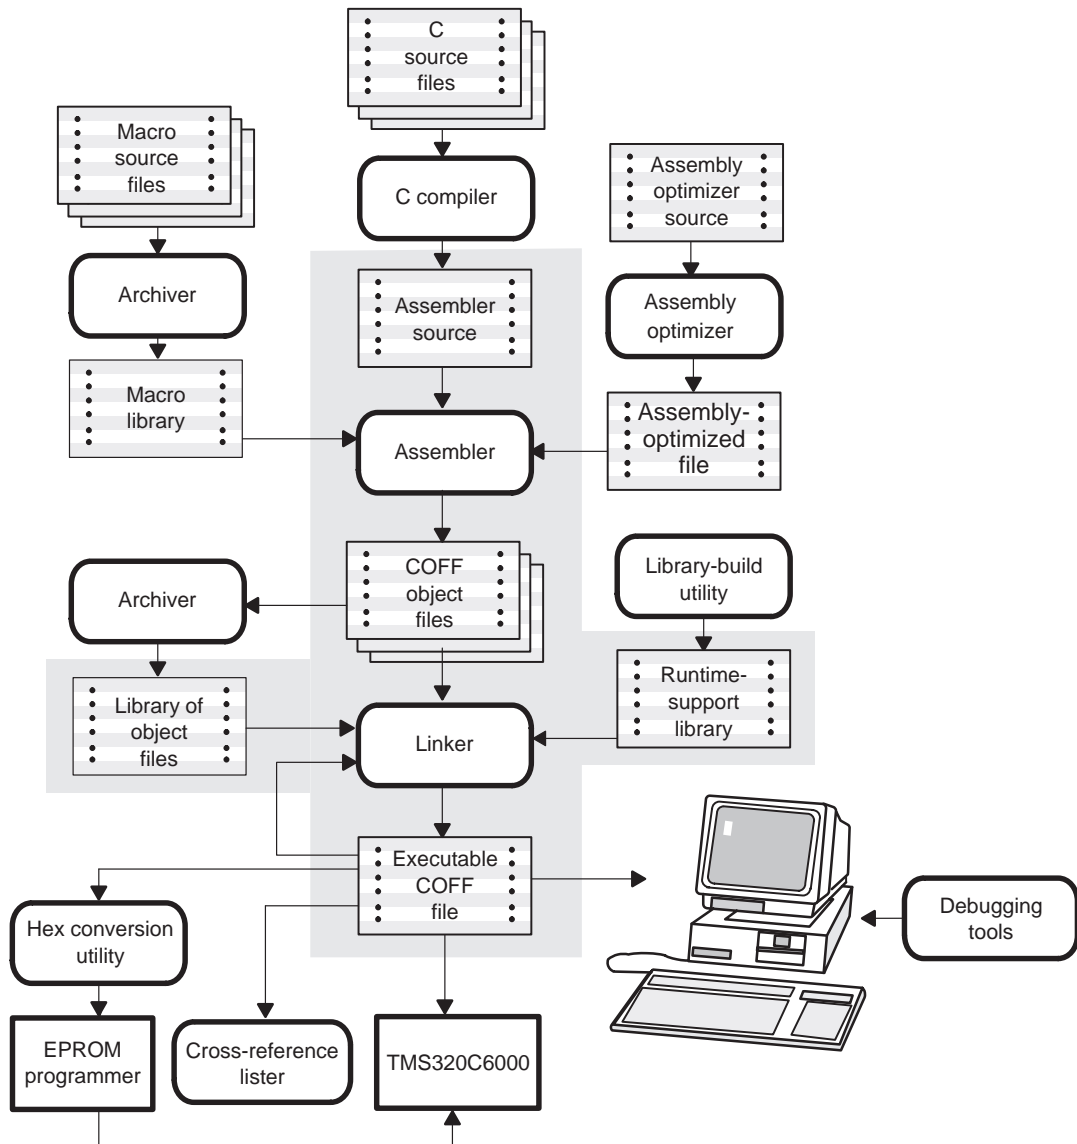 C
source
files
Macro
source
files
C compiler
Assembly
optimizer
source
Archiver
Assembler
source
Assembly
optimizer
Macro
library
Assembler
Assembly-
optimized
file
Archiver
COFF
object
files
Library-build
utility
Library of
object
files
Linker
Runtime-
support
library
Executable
COFF
file
Debugging
tools
Hex conversion
utility
EPROM
programmer
Cross-reference
lister
TMS320C6000